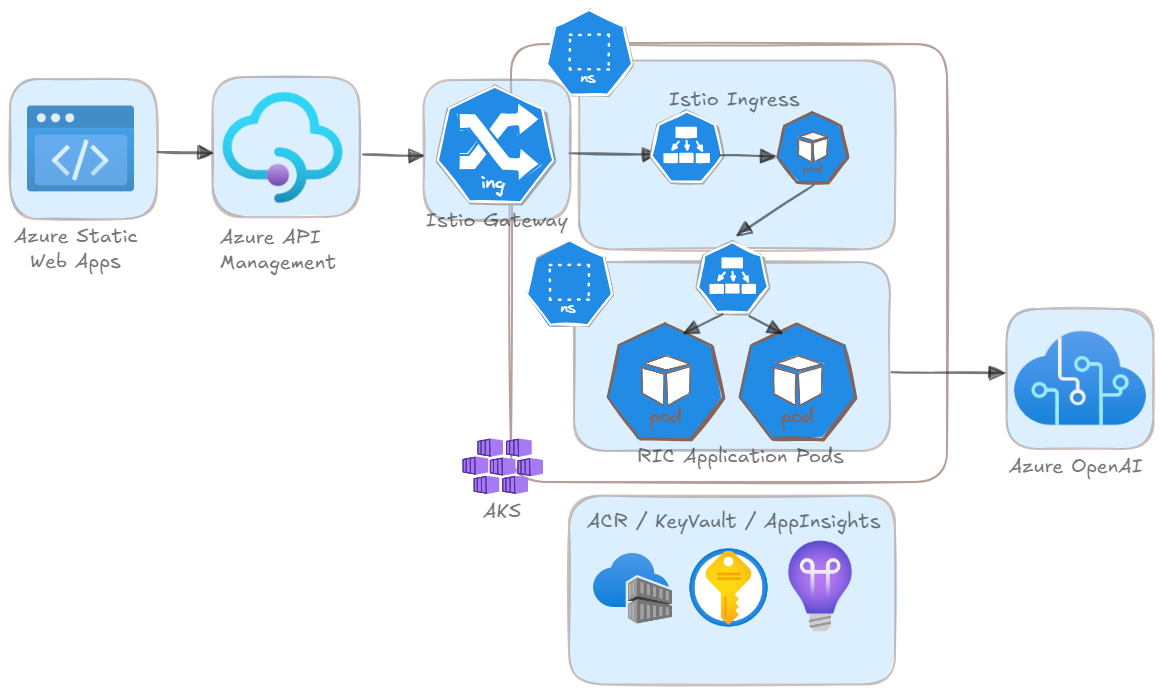 ns
Istio Ingress
pod
ing
Istio Gateway
Azure Static
Web Apps
Azure API
Management
ns
pod
pod
RIC Application Pods
Azure OpenAI
AKS
ACR / KeyVault / AppInsights